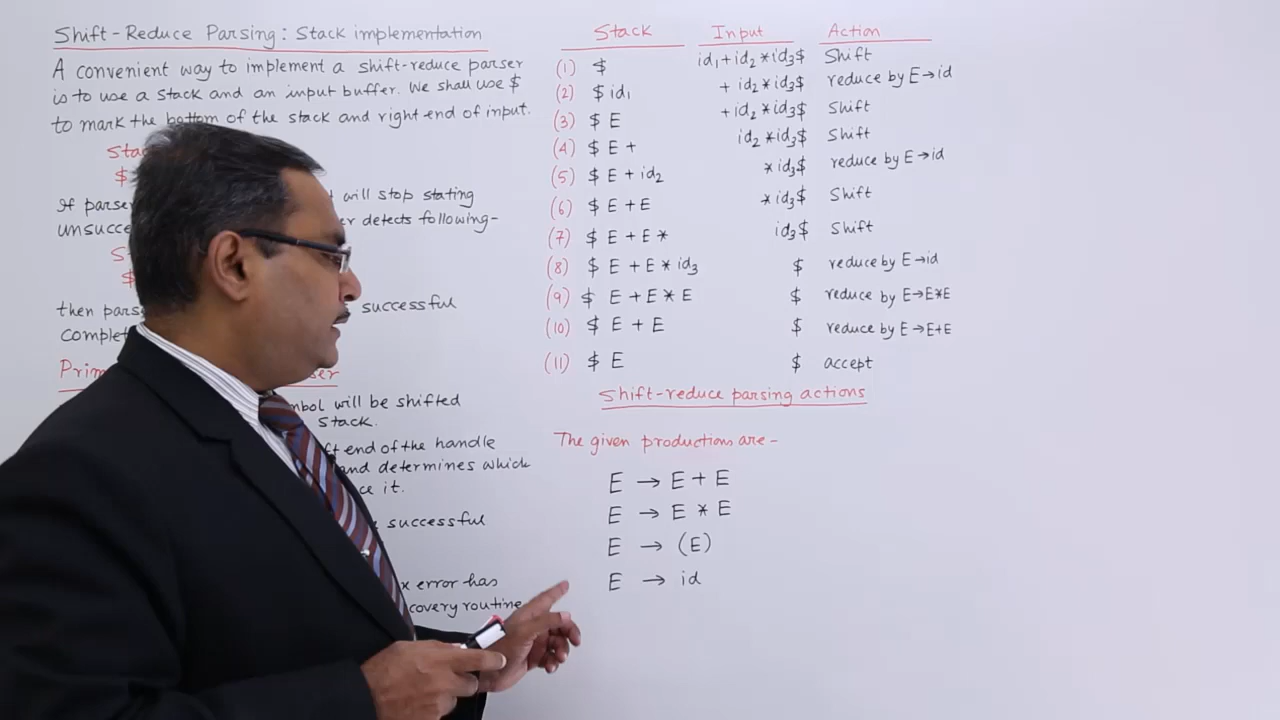 Shift-Reduce Parsing: Stack implementation
A convenient way to implement a shift-reduce parser
is to use a stack and an input buffer. We shall use $
to mark the bottom of the stack and right end of input.
$
If parser will stop stating
detects following-
$
then successful
will be shifted
stack.
end of the handle
and determines which
it.
successful
error has
routine
Stack Input Action
(1) $ id₁+id₂*id₃$ Shift
(2) $ id₁ + id₂*id₃$ reduce by E→id
(3) $ E +id₂*id₃$ Shift
(4) $ E + id₂*id₃$ Shift
(5) $ E + id₂ *id₃$ reduce by E→id
(6) $ E + E *id₃$ Shift
(7) $ E + E * id₃$ Shift
(8) $ E + E * id₃ $ reduce by E→id
(9) $ E + E * E $ reduce by E→E*E
(10) $ E + E $ reduce by E→E+E
(11) $ E $ accept
Shift-reduce parsing actions
The given productions are-
E → E + E
E → E * E
E → (E)
E → id